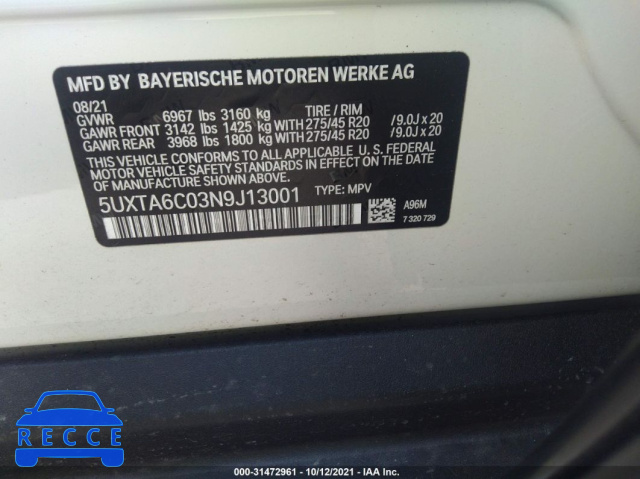 MFD BY BAYERISCHE MOTOREN WERKE AG
08/21
GVWR 6967 lbs 3160 kg TIRE / RIM
GAWR FRONT 3142 lbs 1425 kg WITH 275/45 R20 /9.0J x 20
GAWR REAR 3968 lbs 1800 kg WITH 275/45 R20 /9.0J x 20
THIS VEHICLE CONFORMS TO ALL APPLICABLE U. S. FEDERAL
MOTOR VEHICLE SAFETY STANDARDS IN EFFECT ON THE DATE
OF MANUFACTURE SHOWN ABOVE.
5UXTA6C03N9J13001 TYPE: MPV
A96M
7 320 729
RECCE
000-31472961 - 10/12/2021 - IAA Inc.